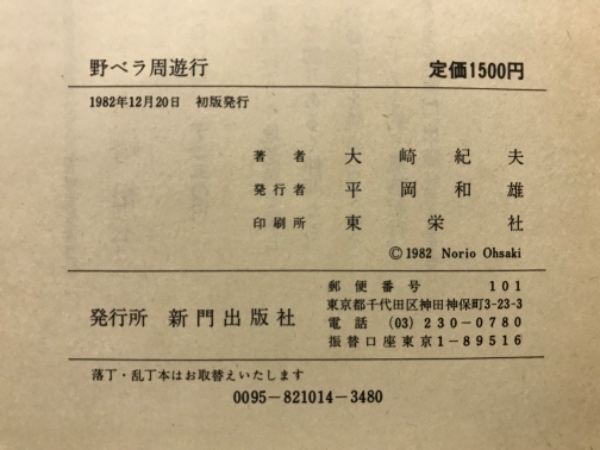 野ベラ周遊行 定価1500円
1982年12月20日 初版発行
著者 大崎紀夫
発行者 平岡和雄
印刷所 東栄社
©1982 Norio Ohsaki
発行所 新門出版社
郵便番号 101
東京都千代田区神田神保町3-23-3
電話 (03)230-0780
振替口座東京1-89516
落丁・乱丁本はお取替えいたします
0095-821014-3480